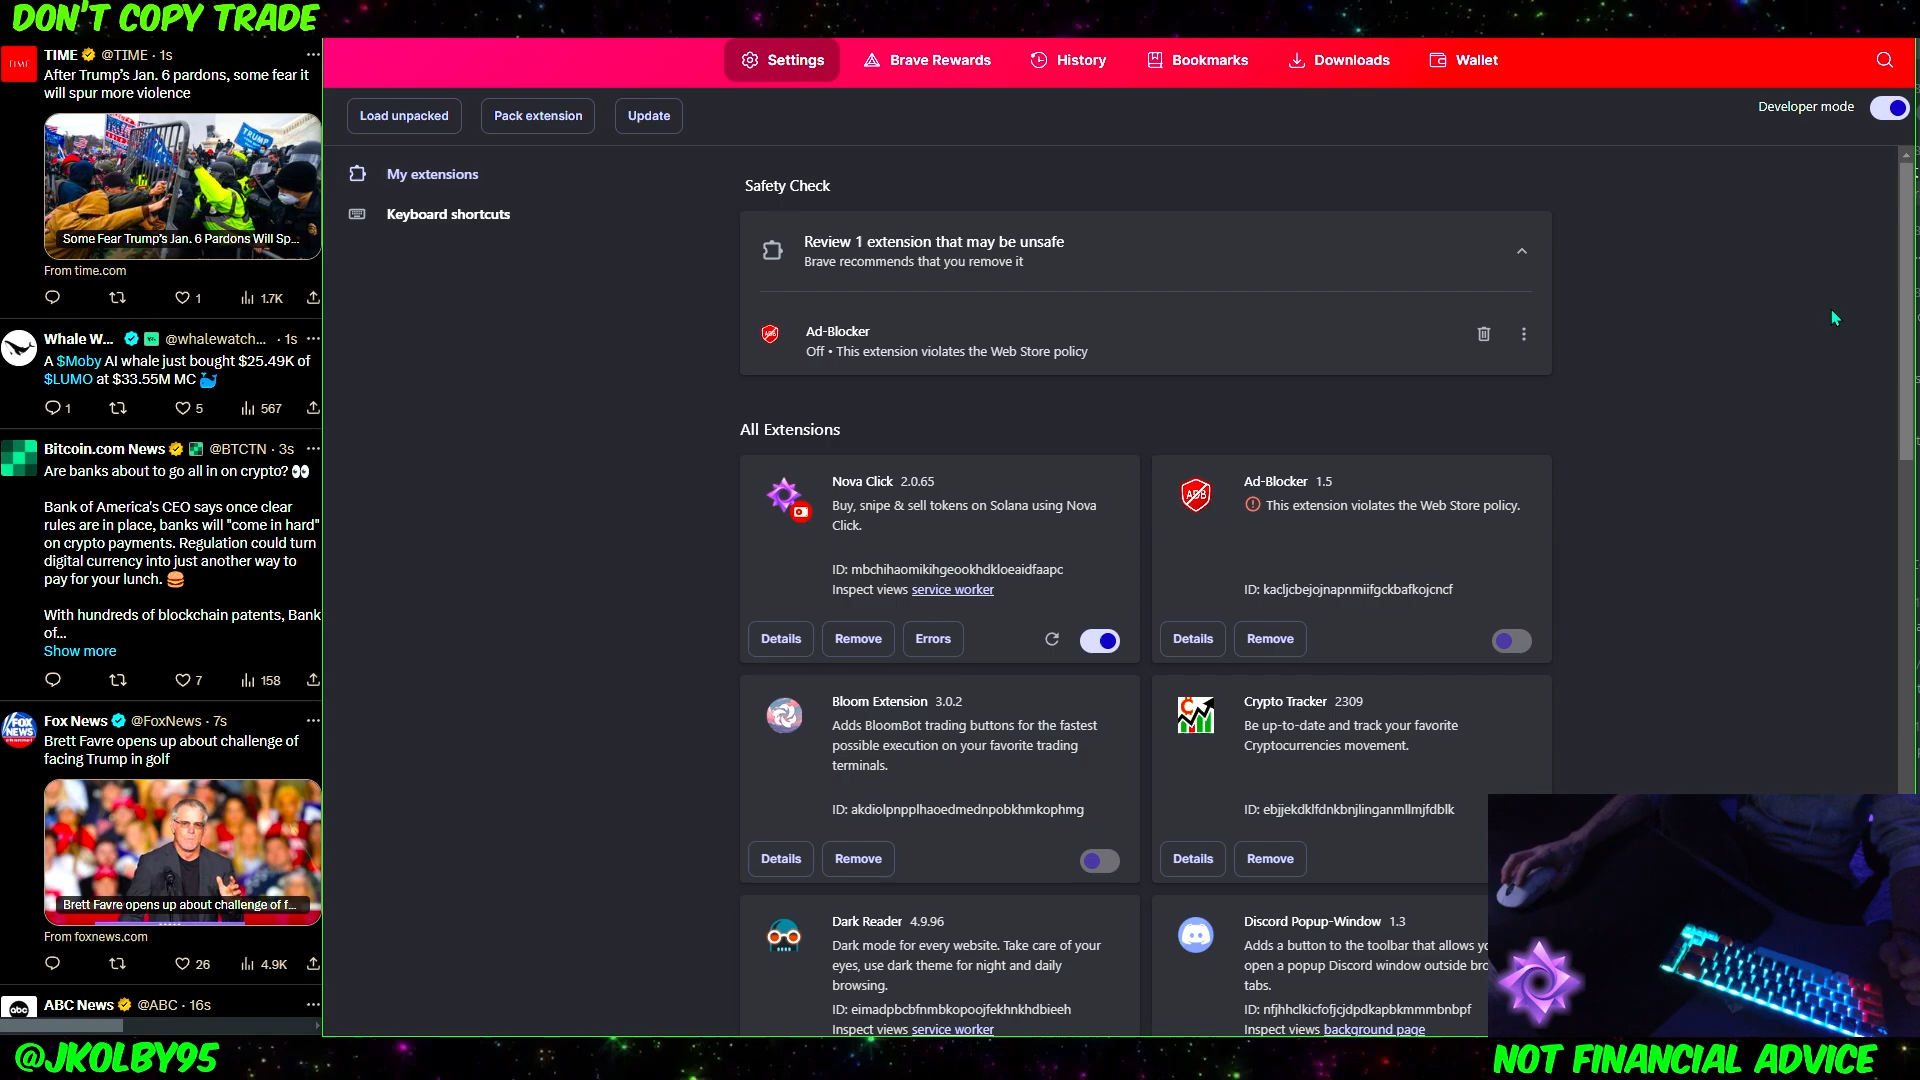 DON'T COPY TRADE
TIME @TIME · 1s
After Trump's Jan. 6 pardons, some fear it
will spur more violence
TRUMP
Some Fear Trump's Jan. 6 Pardons Will Sp...
From time.com
1
1.7K
Whale W... @whalewatch... · 1s
A $Moby AI whale just bought $25.49K of
$LUMO at $33.55M MC
1
5
567
Bitcoin.com News @BTCTN · 3s
Are banks about to go all in on crypto?
Bank of America's CEO says once clear
rules are in place, banks will "come in hard"
on crypto payments. Regulation could turn
digital currency into just another way to
pay for your lunch.
With hundreds of blockchain patents, Bank
of...
Show more
7
158
FOX NEWS
Fox News @FoxNews · 7s
Brett Favre opens up about challenge of
facing Trump in golf
Brett Favre opens up about challenge of f...
From foxnews.com
26
4.9K
abc
ABC News @ABC · 16s
@JKOLBY95
Settings
Brave Rewards
History
Bookmarks
Downloads
Wallet
Load unpacked
Pack extension
Update
Developer mode
My extensions
Keyboard shortcuts
Safety Check
Review 1 extension that may be unsafe
Brave recommends that you remove it
Ad-Blocker
Off • This extension violates the Web Store policy
All Extensions
Nova Click 2.0.65
Buy, snipe & sell tokens on Solana using Nova
Click.
ID: mbchihaomikihgeookhdkloeaidfaapc
Inspect views service worker
Details
Remove
Errors
ADB
Ad-Blocker 1.5
This extension violates the Web Store policy.
ID: kacljcbejojnapnmiifgckbafkojcncf
Details
Remove
Bloom Extension 3.0.2
Adds BloomBot trading buttons for the fastest
possible execution on your favorite trading
terminals.
ID: akdiolpnpplhaoedmednpobkhmkophmg
Details
Remove
Crypto Tracker 2309
Be up-to-date and track your favorite
Cryptocurrencies movement.
ID: ebjjekdklfdnkbnjlinganmllmjfdblk
Details
Remove
Dark Reader 4.9.96
Dark mode for every website. Take care of your
eyes, use dark theme for night and daily
browsing.
ID: eimadpbcbfnmbkopoojfekhnkhdbieeh
Inspect views service worker
Discord Popup-Window 1.3
Adds a button to the toolbar that allows
open a popup Discord window outside
tabs.
ID: nfjhhclkicfofjcjdpdkapbkmmmbnbpf
Inspect views background page
NOT FINANCIAL ADVICE